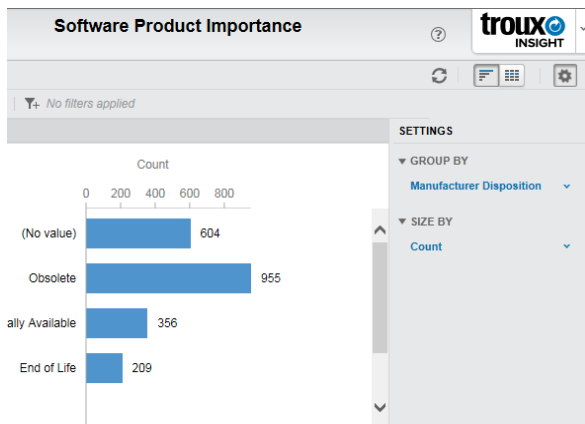 Software Product Importance
?
troux
INSIGHT
No filters applied
SETTINGS
GROUP BY
Manufacturer Disposition
SIZE BY
Count
Count
0 200 400 600 800
(No value) 604
Obsolete 955
ally Available 356
End of Life 209